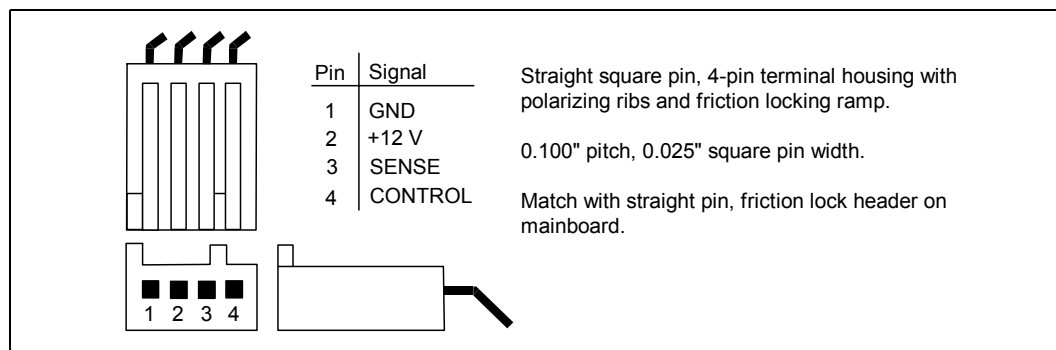 Pin Signal
1 GND
2 +12 V
3 SENSE
4 CONTROL
Straight square pin, 4-pin terminal housing with
polarizing ribs and friction locking ramp.
0.100" pitch, 0.025" square pin width.
Match with straight pin, friction lock header on
mainboard.
1 2 3 4